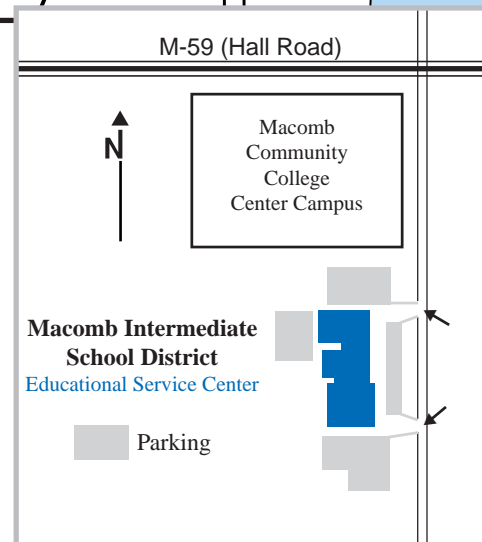 M-59 (Hall Road)
N
Macomb
Community
College
Center Campus
Macomb Intermediate
School District
Educational Service Center
Parking